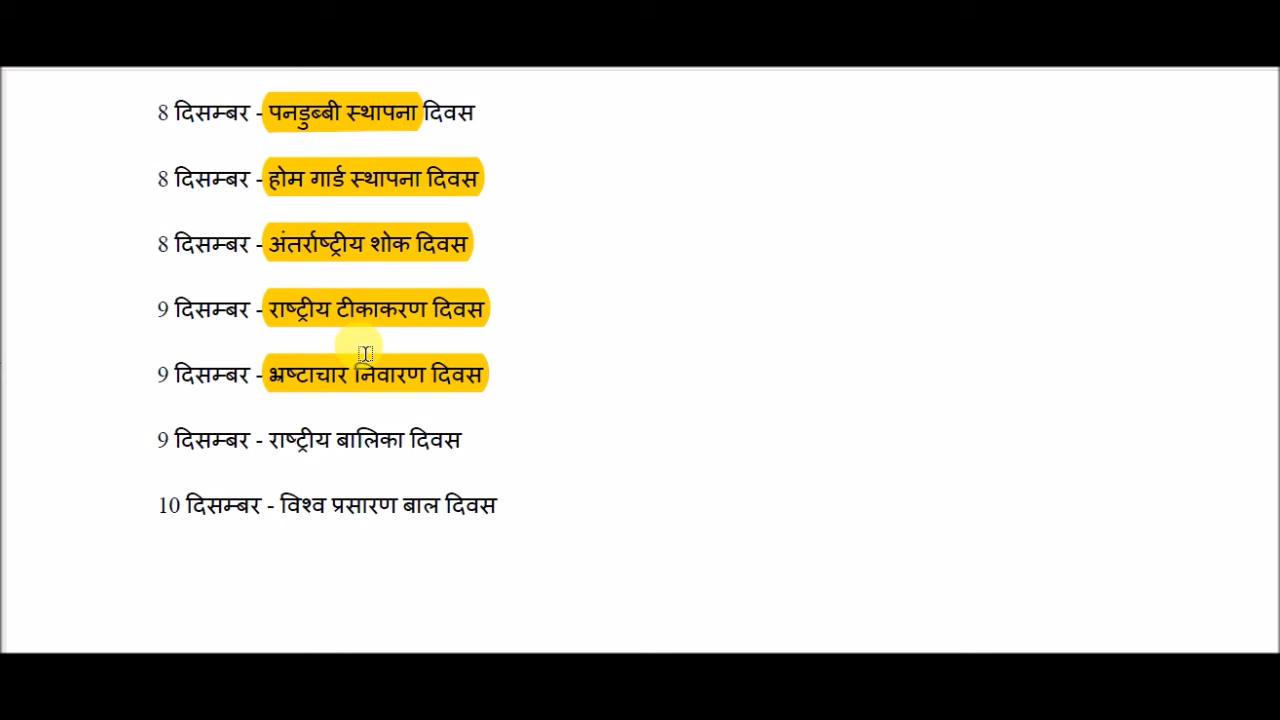 8 दिसम्बर - पनडुब्बी स्थापना दिवस
8 दिसम्बर - होम गार्ड स्थापना दिवस
8 दिसम्बर - अंतर्राष्ट्रीय शोक दिवस
9 दिसम्बर - राष्ट्रीय टीकाकरण दिवस
9 दिसम्बर - भ्रष्टाचार निवारण दिवस
9 दिसम्बर - राष्ट्रीय बालिका दिवस
10 दिसम्बर - विश्व प्रसारण बाल दिवस